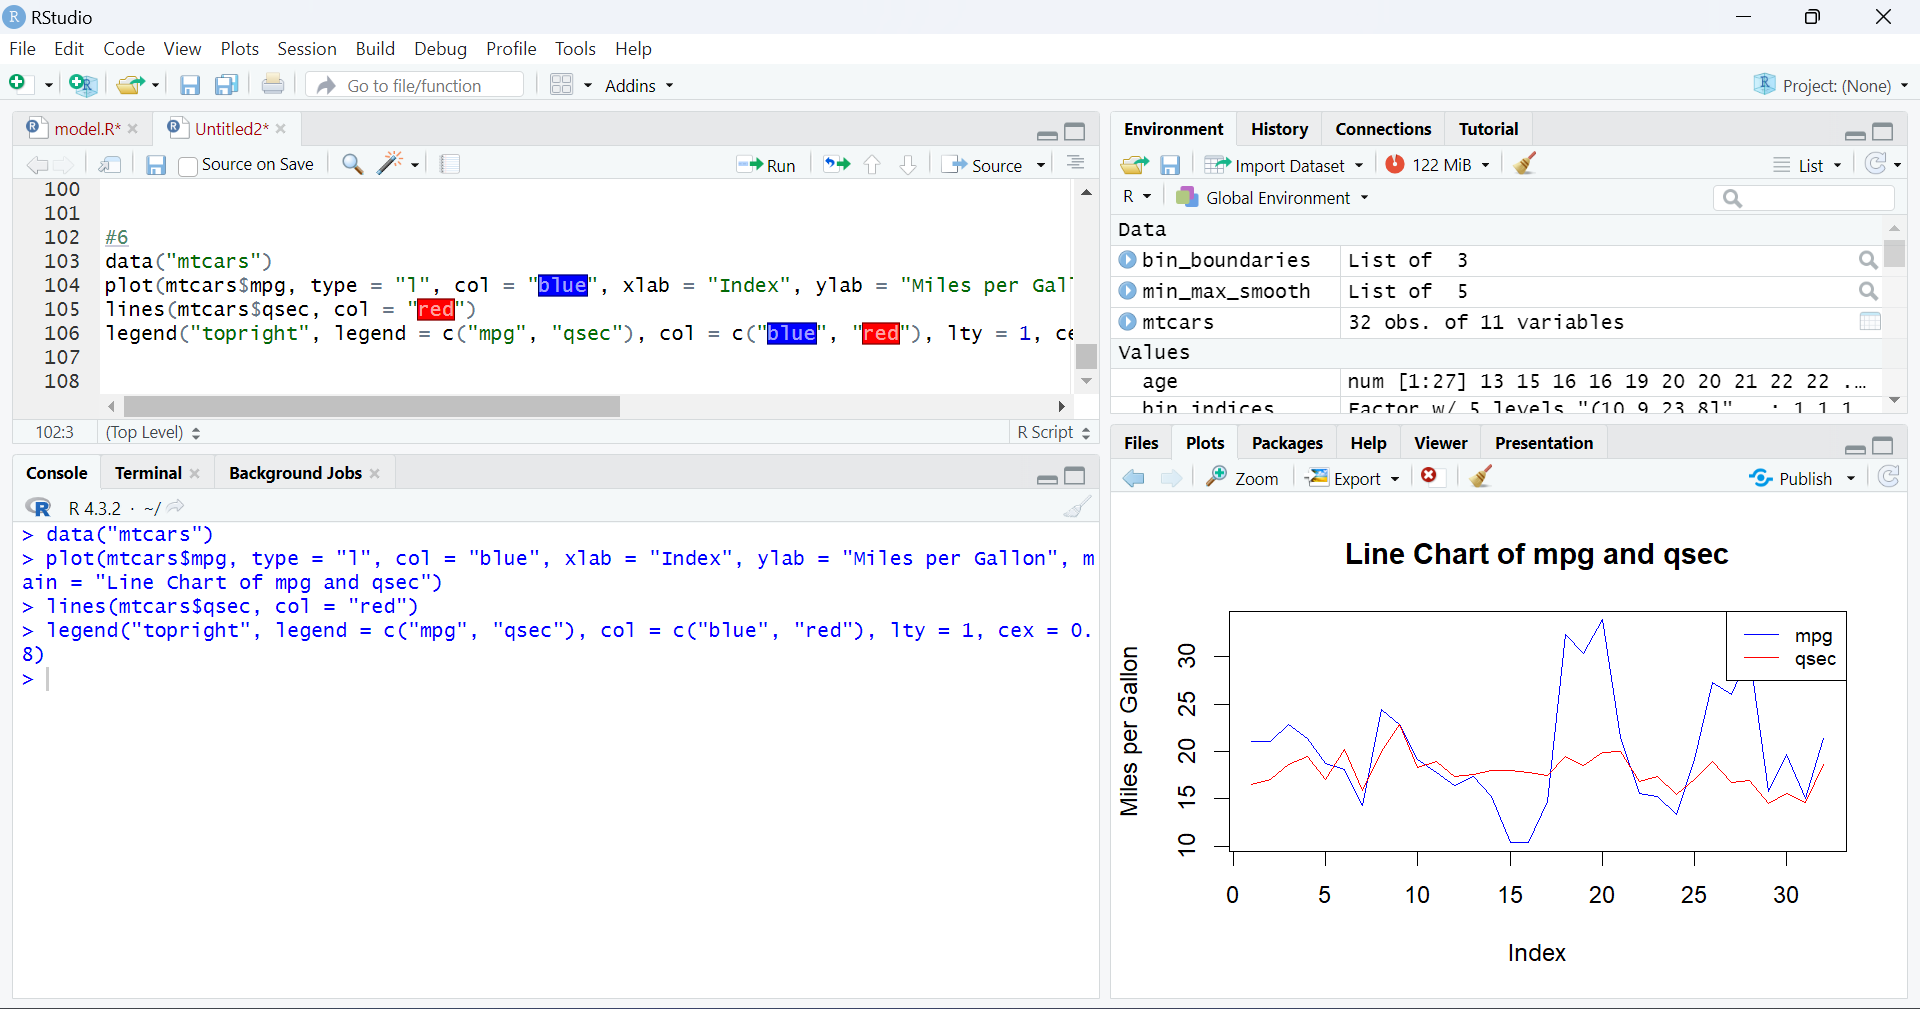 RStudio
File Edit Code View Plots Session Build Debug Profile Tools Help
Go to file/function Addins Project: (None)
model.R* Untitled2*
Source on Save Run Source
100
101
102 #6
103 data("mtcars")
104 plot(mtcars$mpg, type = "l", col = "blue", xlab = "Index", ylab = "Miles per Gal
105 lines(mtcars$qsec, col = "red")
106 legend("topright", legend = c("mpg", "qsec"), col = c("blue", "red"), lty = 1, ce
107
108
102:3 (Top Level) R Script
Console Terminal Background Jobs
R 4.3.2 · ~/
> data("mtcars")
> plot(mtcars$mpg, type = "l", col = "blue", xlab = "Index", ylab = "Miles per Gallon", m
ain = "Line Chart of mpg and qsec")
> lines(mtcars$qsec, col = "red")
> legend("topright", legend = c("mpg", "qsec"), col = c("blue", "red"), lty = 1, cex = 0.
8)
>
Environment History Connections Tutorial
Import Dataset 122 MiB List
R Global Environment
Data
bin_boundaries List of 3
min_max_smooth List of 5
mtcars 32 obs. of 11 variables
Values
age num [1:27] 13 15 16 16 19 20 20 21 22 22 ...
bin_indices Factor w/ 5 levels "(10.9,23.8]",..: 1 1 1
Files Plots Packages Help Viewer Presentation
Zoom Export Publish
Line Chart of mpg and qsec
mpg
qsec
Miles per Gallon
30
25
20
15
10
0 5 10 15 20 25 30
Index